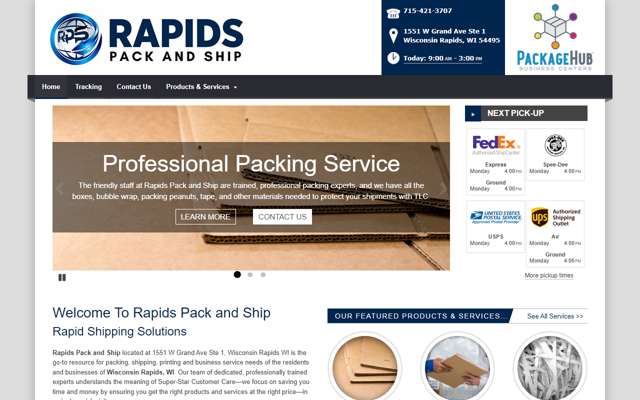 RPS
RAPIDS
PACK AND SHIP
715-421-3707
1551 W Grand Ave Ste 1
Wisconsin Rapids, WI 54495
Today: 9:00 AM - 3:00 PM
PACKAGEHUB
BUSINESS CENTERS
Home
Tracking
Contact Us
Products & Services
Professional Packing Service
The friendly staff at Rapids Pack and Ship are trained, professional packing experts, and we have all the
boxes, bubble wrap, packing peanuts, tape, and other materials needed to protect your shipments with TLC
LEARN MORE
CONTACT US
NEXT PICK-UP
FedEx
Authorized ShipCenter
Express
Monday 4:00 PM
Ground
Monday 4:00 PM
Spee-Dee
Monday 4:00 PM
UNITED STATES
POSTAL SERVICE
Approved Postal Provider
USPS
Monday 4:00 PM
ups
Authorized
Shipping
Outlet
Air
Monday 4:00 PM
Ground
Monday 4:00 PM
More pickup times
Welcome To Rapids Pack and Ship
Rapid Shipping Solutions
Rapids Pack and Ship located at 1551 W Grand Ave Ste 1, Wisconsin Rapids WI is the
go-to resource for packing, shipping, printing and business service needs of the residents
and businesses of Wisconsin Rapids, WI. Our team of dedicated, professionally trained
experts understands the meaning of Super-Star Customer Care—we focus on saving you
time and money by ensuring you get the right products and services at the right price—in
OUR FEATURED PRODUCTS & SERVICES...
See All Services >>